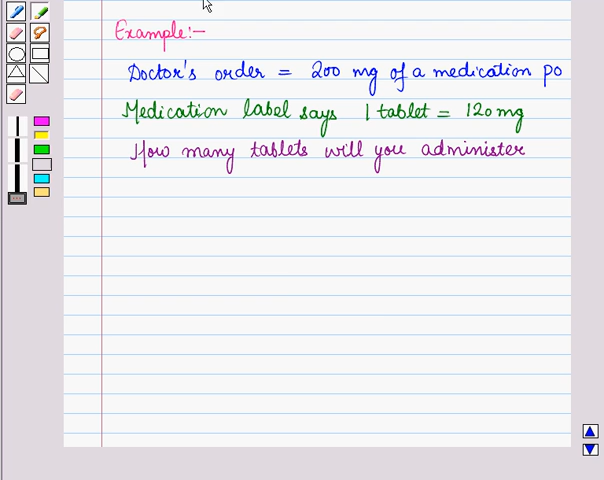 Example:-
Doctor's order = 200 mg of a medication po
Medication label says 1 tablet = 120 mg
How many tablets will you administer